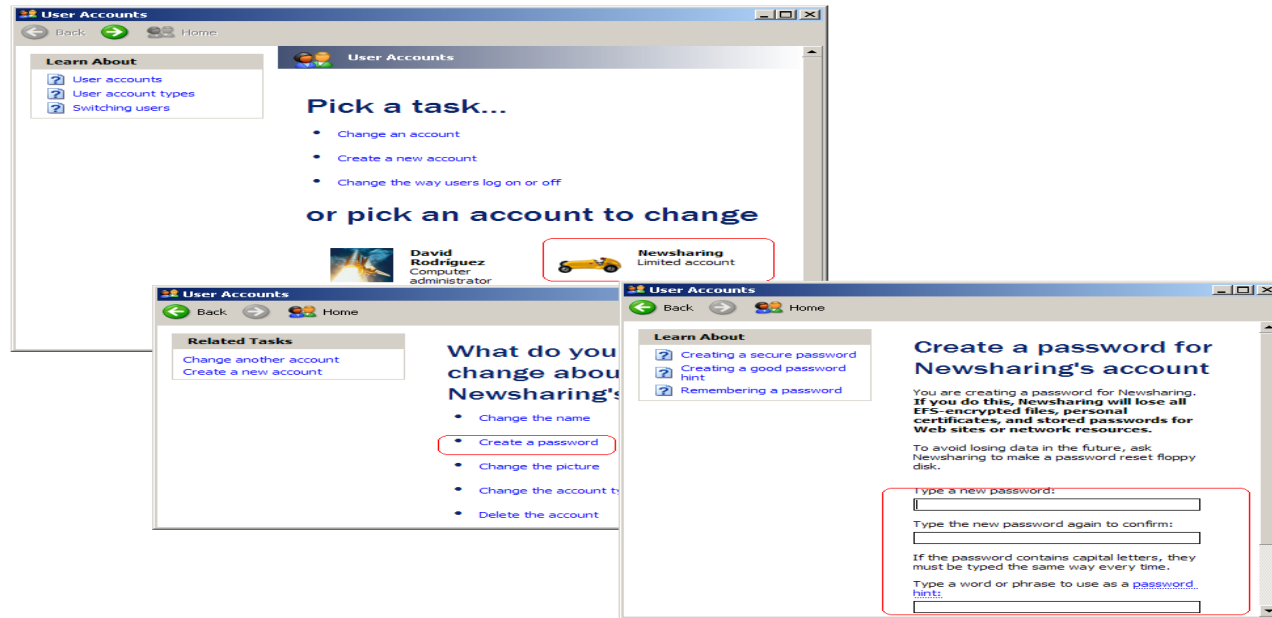 User Accounts
Back Home
Learn About
User accounts
User account types
Switching users
User Accounts
Pick a task...
Change an account
Create a new account
Change the way users log on or off
or pick an account to change
David
Rodríguez
Computer
administrator
Newsharing
Limited account
User Accounts
Back Home
Related Tasks
Change another account
Create a new account
What do you
change abou
Newsharing's
Change the name
Create a password
Change the picture
Change the account ty
Delete the account
User Accounts
Back Home
Learn About
Creating a secure password
Creating a good password
hint
Remembering a password
Create a password for
Newsharing's account
You are creating a password for Newsharing.
If you do this, Newsharing will lose all
EFS-encrypted files, personal
certificates, and stored passwords for
Web sites or network resources.
To avoid losing data in the future, ask
Newsharing to make a password reset floppy
disk.
Type a new password:
Type the new password again to confirm:
If the password contains capital letters, they
must be typed the same way every time.
Type a word or phrase to use as a password
hint: